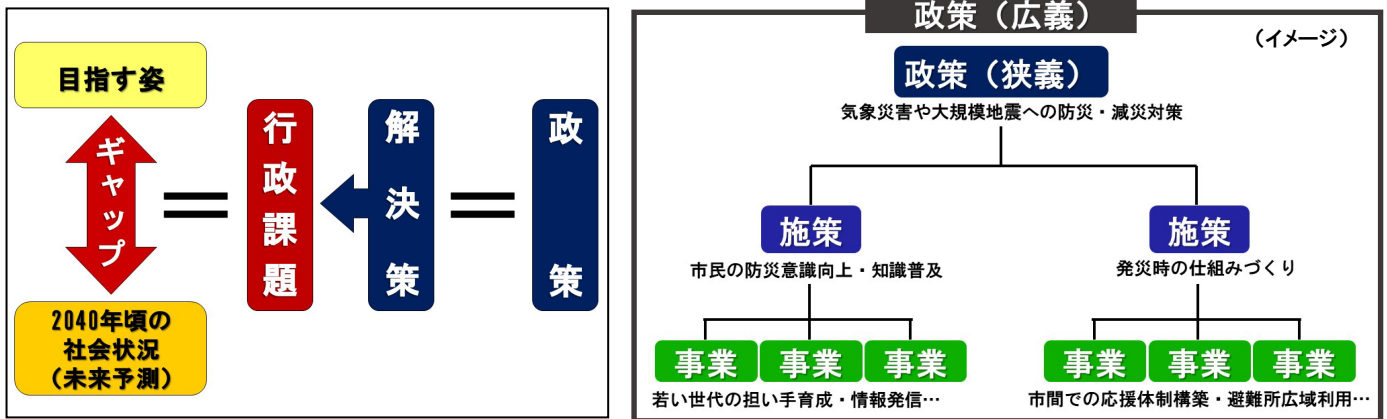 目指す姿
ギャップ
2040年頃の
社会状況
（未来予測）
＝
行政課題
解決策
＝
政策
政策（広義）
（イメージ）
政策（狭義）
気象災害や大規模地震への防災・減災対策
施策
市民の防災意識向上・知識普及
事業 事業 事業
若い世代の担い手育成・情報発信…
施策
発災時の仕組みづくり
事業 事業 事業
市間での応援体制構築・避難所広域利用…